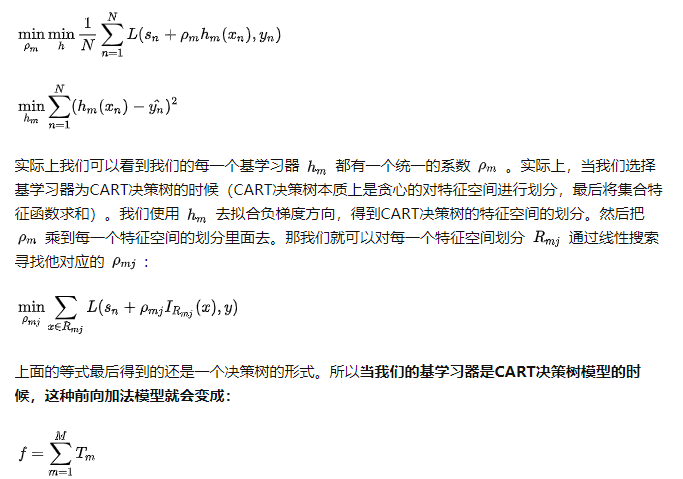 \min_{\rho_m} \min_{h} \frac{1}{N} \sum_{n=1}^{N} L(s_n + \rho_m h_m(x_n), y_n)
\min_{h_m} \sum_{n=1}^{N} (h_m(x_n) - \hat{y_n})^2
实际上我们可以看到我们的每一个基学习器 h_m 都有一个统一的系数 ρ_m 。实际上，当我们选择
基学习器为CART决策树的时候（CART决策树本质上是贪心的对特征空间进行划分，最后将集合特
征函数求和）。我们使用 h_m 去拟合负梯度方向，得到CART决策树的特征空间的划分。然后把
ρ_m 乘到每一个特征空间的划分里面去。那我们就可以对每一个特征空间划分 R_{mj} 通过线性搜索
寻找他对应的 ρ_{mj} ：
\min_{\rho_{mj}} \sum_{x \in R_{mj}} L(s_n + \rho_{mj} I_{R_{mj}}(x), y)
上面的等式最后得到的还是一个决策树的形式。所以当我们的基学习器是CART决策树模型的时
候，这种前向加法模型就会变成：
f = \sum_{m=1}^{M} T_m